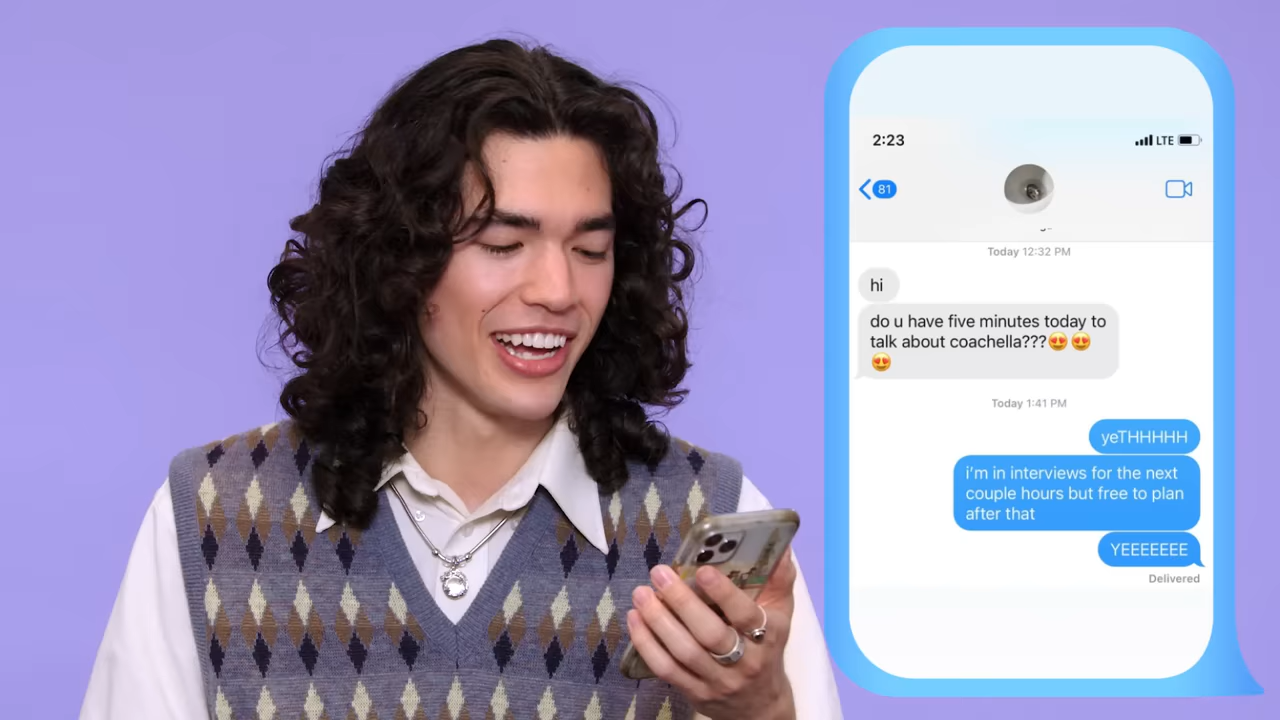 2:23
LTE
81
Today 12:32 PM
hi
do u have five minutes today to
talk about coachella???😍😍
😍
Today 1:41 PM
yeTHHHHH
i'm in interviews for the next
couple hours but free to plan
after that
YEEEEEEE
Delivered